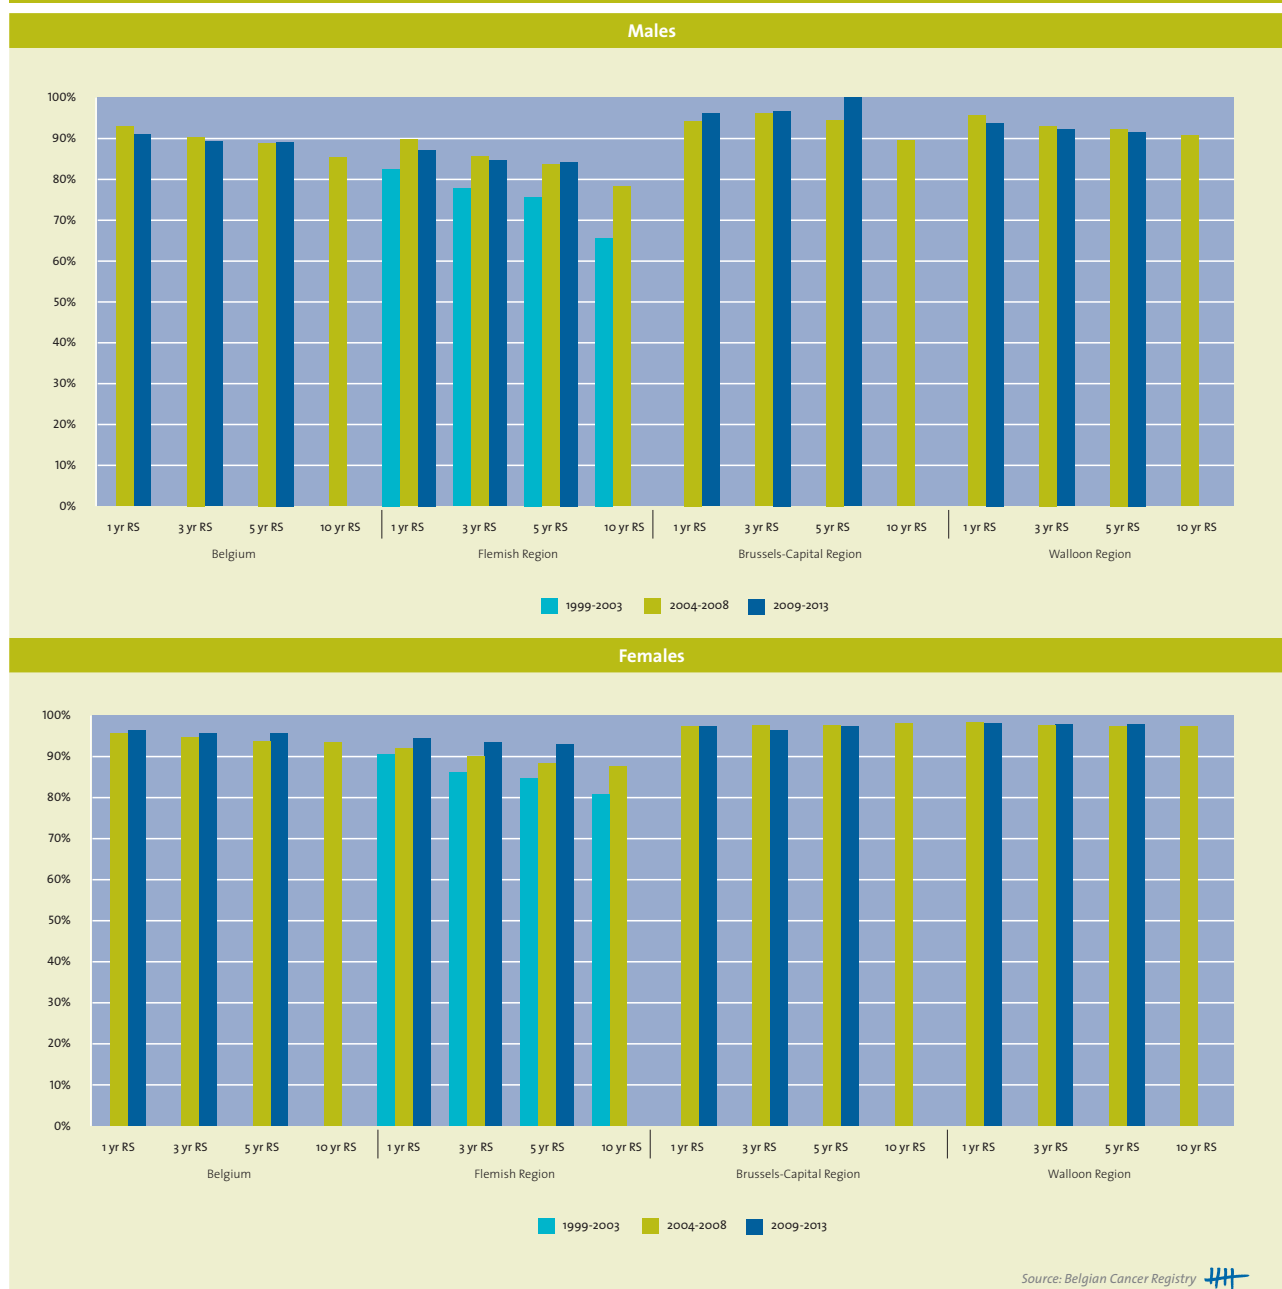 Males
100%
90%
80%
70%
60%
50%
40%
30%
20%
10%
0%
1 yr RS 3 yr RS 5 yr RS 10 yr RS 1 yr RS 3 yr RS 5 yr RS 10 yr RS 1 yr RS 3 yr RS 5 yr RS 10 yr RS 1 yr RS 3 yr RS 5 yr RS 10 yr RS
Belgium Flemish Region Brussels-Capital Region Walloon Region
1999-2003 2004-2008 2009-2013
Females
100%
90%
80%
70%
60%
50%
40%
30%
20%
10%
0%
1 yr RS 3 yr RS 5 yr RS 10 yr RS 1 yr RS 3 yr RS 5 yr RS 10 yr RS 1 yr RS 3 yr RS 5 yr RS 10 yr RS 1 yr RS 3 yr RS 5 yr RS 10 yr RS
Belgium Flemish Region Brussels-Capital Region Walloon Region
1999-2003 2004-2008 2009-2013
Source: Belgian Cancer Registry